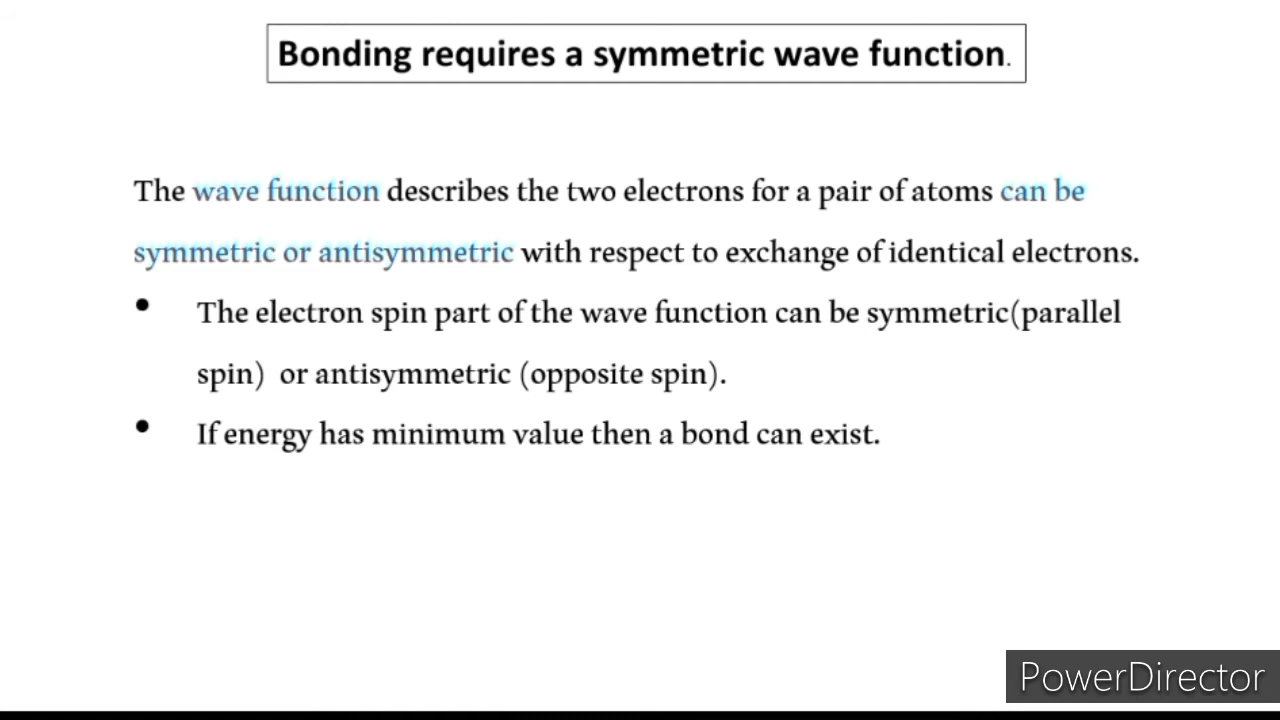 Bonding requires a symmetric wave function.
The wave function describes the two electrons for a pair of atoms can be
symmetric or antisymmetric with respect to exchange of identical electrons.
• The electron spin part of the wave function can be symmetric(parallel
spin) or antisymmetric (opposite spin).
• If energy has minimum value then a bond can exist.
PowerDirector